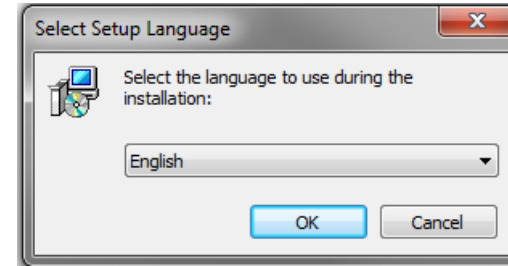 Select Setup Language
Select the language to use during the
installation:
English
OK
Cancel